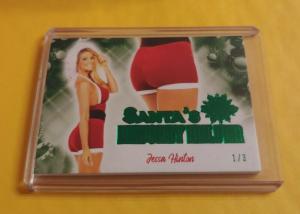 SANTA'S
NAUGHTY HELPER
Jessa Hinton
1/3